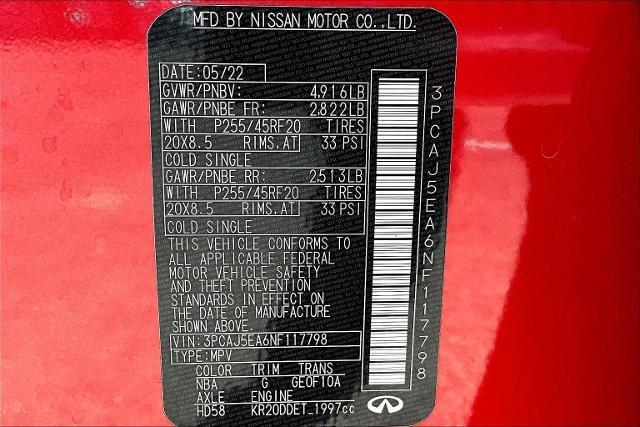 MFD BY NISSAN MOTOR CO.,LTD.
DATE:05/22
GVWR/PNBV: 4,916LB
GAWR/PNBE FR: 2,822LB
WITH P255/45RF20 TIRES
20X8.5 RIMS,AT 33 PSI
COLD SINGLE
GAWR/PNBE RR: 2,513LB
WITH P255/45RF20 TIRES
20X8.5 RIMS,AT 33 PSI
COLD SINGLE
THIS VEHICLE CONFORMS TO
ALL APPLICABLE FEDERAL
MOTOR VEHICLE SAFETY
AND THEFT PREVENTION
STANDARDS IN EFFECT ON
THE DATE OF MANUFACTURE
SHOWN ABOVE.
VIN:3PCAJ5EA6NF117798
TYPE:MPV
COLOR TRIM TRANS
NBA G GE0F10A
AXLE ENGINE
HD58 KR20DDET_1997cc
3PCAJ5EA6NF117798